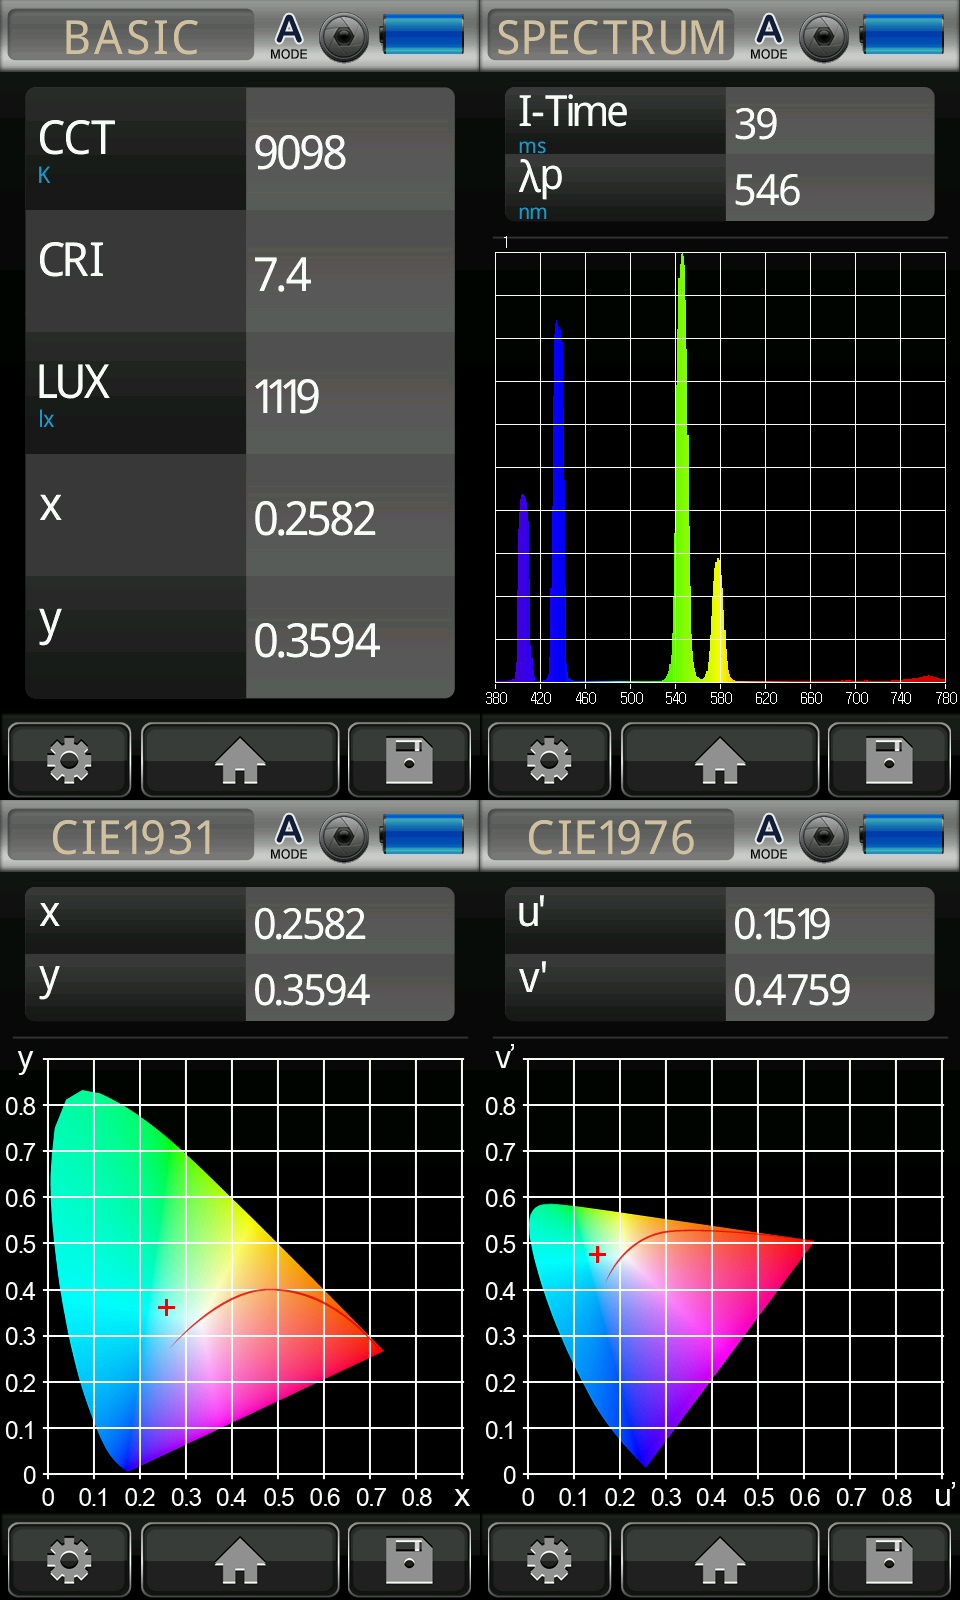 BASIC
A
MODE
CCT
K
9098
CRI
7.4
LUX
lx
1119
x
0.2582
y
0.3594
SPECTRUM
A
MODE
I-Time
ms
39
λp
nm
546
1
380 420 460 500 540 580 620 660 700 740 780
CIE1931
A
MODE
x
0.2582
y
0.3594
y
0.8
0.7
0.6
0.5
0.4
0.3
0.2
0.1
0
0 0.1 0.2 0.3 0.4 0.5 0.6 0.7 0.8 x
CIE1976
A
MODE
u'
0.1519
v'
0.4759
v'
0.8
0.7
0.6
0.5
0.4
0.3
0.2
0.1
0
0 0.1 0.2 0.3 0.4 0.5 0.6 0.7 0.8 u'